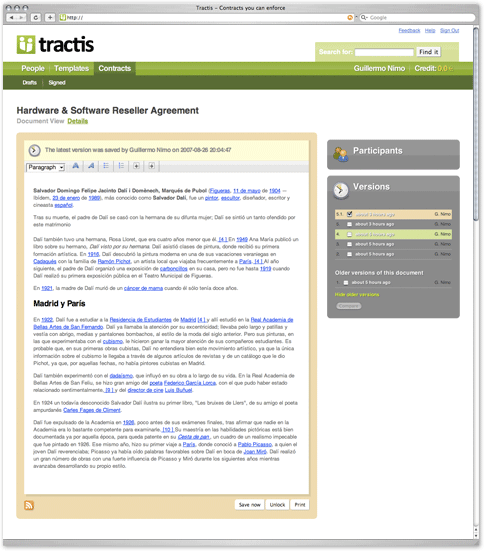 Tractis – Contracts you can enforce
http://
Google
Feedback Help Sign Out
tractis
Search for: Find it
People Templates Contracts
Guillermo Nimo Credit: 0.0
Drafts Signed
Hardware & Software Reseller Agreement
Document View Details
The latest version was saved by Guillermo Nimo on 2007-08-26 20:04:47
Paragraph
Salvador Domingo Felipe Jacinto Dalí i Domènech, Marqués de Pubol (Figueras, 11 de mayo de 1904 —
Ibídem, 23 de enero de 1989), más conocido como Salvador Dalí, fue un pintor, escultor, diseñador, escritor y
cineasta español.
Tras su muerte, el padre de Dalí se casó con la hermana de su difunta mujer; Dalí se sintió un tanto ofendido por
este matrimonio
Dalí también tuvo una hermana, Rosa Lloret, que era cuatro años menor que él. [4 ] En 1949 Ana María publicó un
libro sobre su hermano, Dalí visto por su hermana. Dalí asistió clases de pintura, donde recibió su primera
formación artística. En 1916, Dalí descubrió la pintura moderna en una de sus vacaciones veraniegas en
Cadaqués con la familia de Ramón Pichot, un artista local que viajaba frecuentemente a París. [4 ] Al año
siguiente, el padre de Dalí organizó una exposición de carboncillos en su casa, pero no fue hasta 1919 cuando
Dalí realizó su primera exposición pública en el Teatro Municipal de Figueras.
En 1921, la madre de Dalí murió de un cáncer de mama cuando él sólo tenía doce años.
Madrid y París
En 1922, Dalí fue a estudiar a la Residencia de Estudiantes de Madrid [4 ] y allí estudió en la Real Academia de
Bellas Artes de San Fernando. Dalí ya llamaba la atención por su excentricidad; llevaba pelo largo y patillas y
vestía con abrigo, medias y pantalones bombachos, al estilo de la moda del siglo anterior. Pero sus pinturas, en
las que experimentaba con el cubismo, le hicieron ganar la mayor atención de sus compañeros estudiantes. Es
probable que, en sus primeras obras cubistas, Dalí no entendiera bien este movimiento artístico, ya que la única
información sobre el cubismo le llegaba a través de algunos artículos de revistas y de un catálogo que le dio
Pichot, ya que, por aquellas fechas, no había pintores cubistas en Madrid.
Dalí también experimentó con el dadaísmo, que influyó en su obra a lo largo de su vida. En la Real Academia de
Bellas Artes de San Feliu, se hizo gran amigo del poeta Federico García Lorca, con el que pudo haber estado
relacionado sentimentalmente, [9 ] y del director de cine Luis Buñuel.
En 1924 un todavía desconocido Salvador Dalí ilustra su primer libro, "Les bruixes de Llers", de su amigo el poeta
ampurdanés Carles Fages de Climent.
Dalí fue expulsado de la Academia en 1926, poco antes de sus exámenes finales, tras afirmar que nadie en la
Academia era lo bastante competente para examinarle. [10 ] Su maestría en las habilidades pictóricas está bien
documentada ya por aquella época, para queda patente en su Cesta de pan, un cuadro de un realismo impecable
que fue pintado en 1926. Ese mismo año, hizo su primer viaje a París, donde conoció a Pablo Picasso, a quien el
joven Dalí reverenciaba; Picasso ya había oído palabras favorables sobre Dalí en boca de Joan Miró. Dalí realizó
un gran número de obras con una fuerte influencia de Picasso y Miró durante los siguientes años mientras
avanzaba desarrollando su propio estilo.
Save now Unlock Print
Participants
Versions
about 3 hours ago G. Nimo
about 3 hours ago G. Nimo
4 about 3 hours ago G. Nimo
about 3 hours ago G. Nimo
about 3 hours ago G. Nimo
Older versions of this document
about 3 hours ago G. Nimo
Hide older versions
Compare